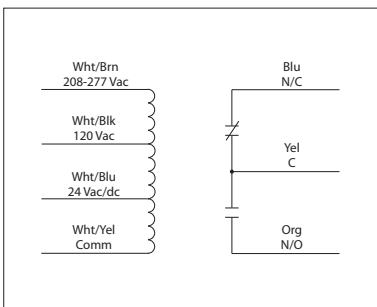 Wht/Brn
208-277 Vac
Wht/Blk
120 Vac
Wht/Blu
24 Vac/dc
Wht/Yel
Comm
Blu
N/C
Yel
C
Org
N/O